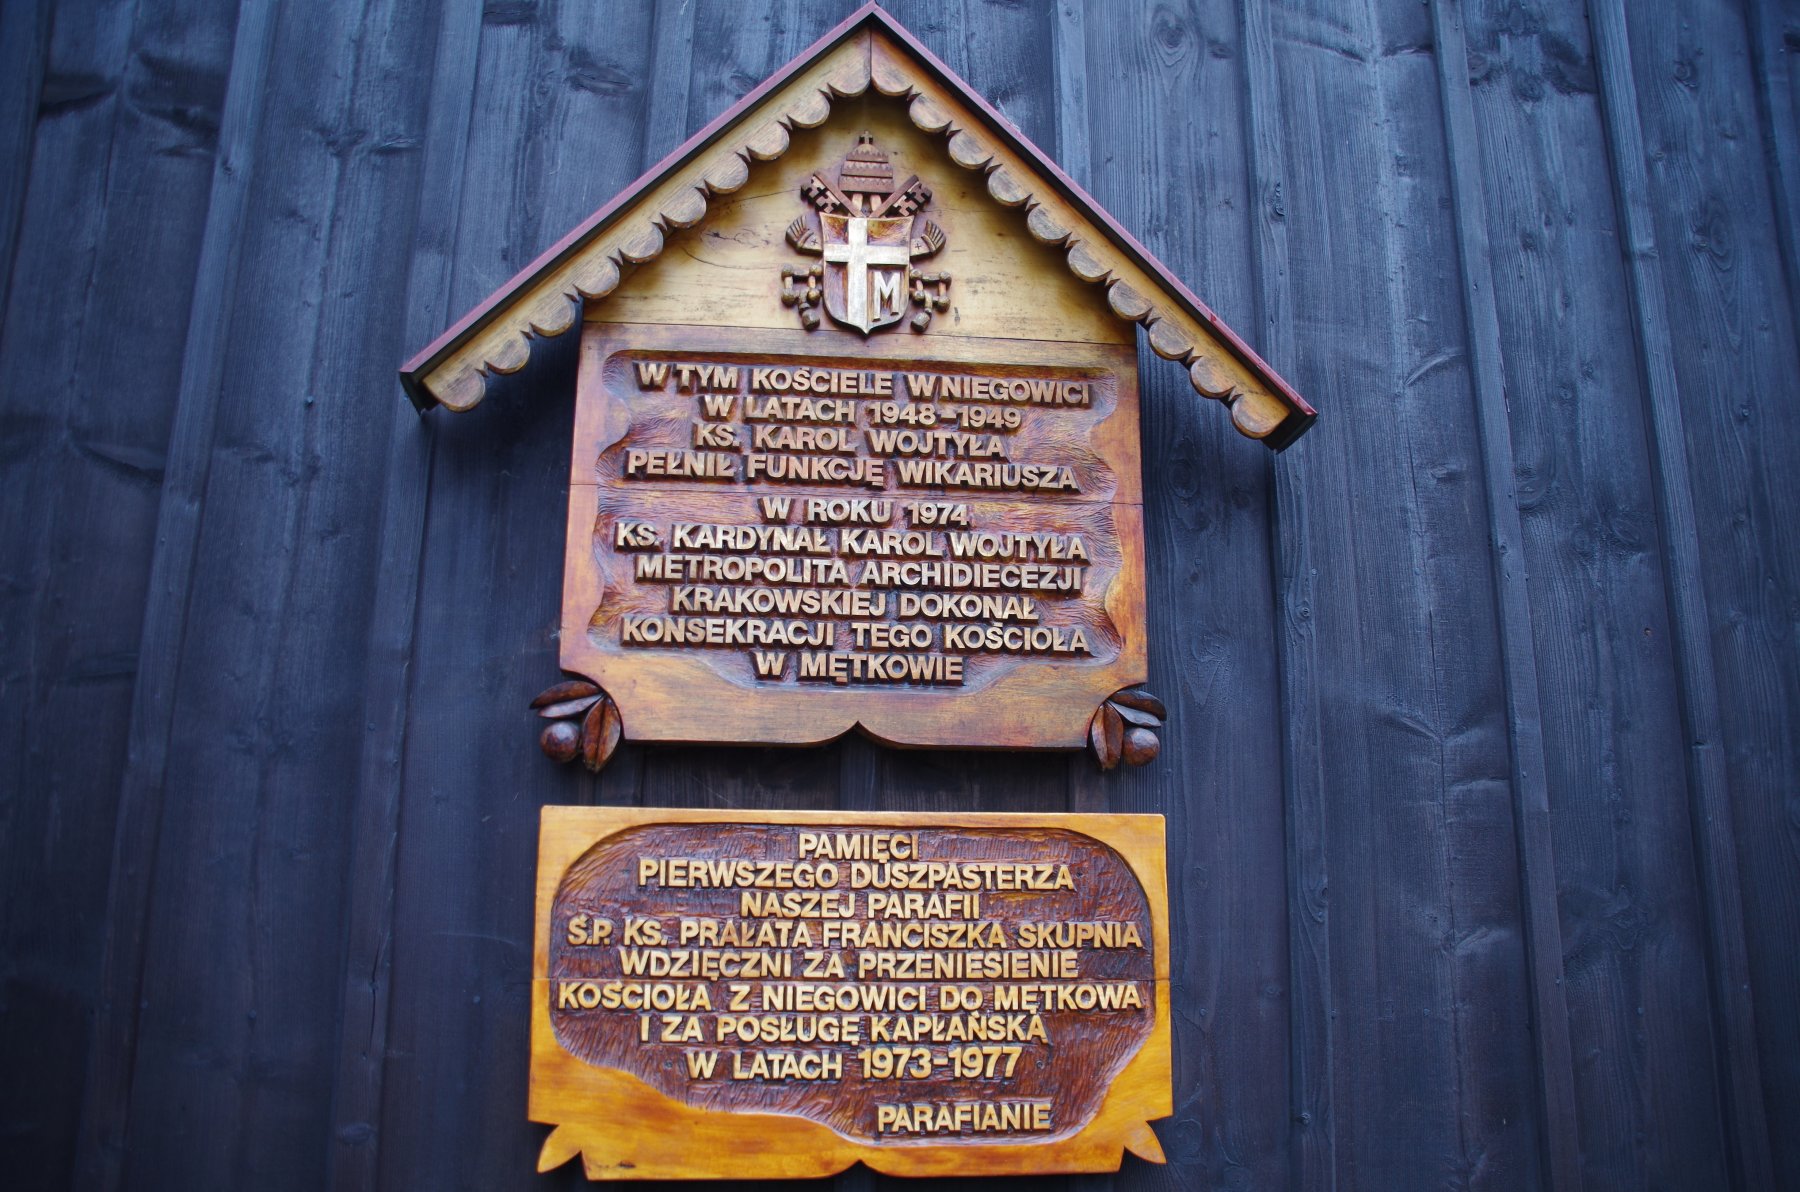 M
W TYM KOŚCIELE W NIEGOWICI
W LATACH 1948-1949
KS. KAROL WOJTYŁA
PEŁNIŁ FUNKCJĘ WIKARIUSZA
W ROKU 1974
KS. KARDYNAŁ KAROL WOJTYŁA
METROPOLITA ARCHIDIECEZJI
KRAKOWSKIEJ DOKONAŁ
KONSEKRACJI TEGO KOŚCIOŁA
W MĘTKOWIE
PAMIĘCI
PIERWSZEGO DUSZPASTERZA
NASZEJ PARAFII
Ś.P. KS. PRAŁATA FRANCISZKA SKUPNIA
WDZIĘCZNI ZA PRZENIESIENIE
KOŚCIOŁA Z NIEGOWICI DO MĘTKOWA
I ZA POSŁUGĘ KAPŁAŃSKĄ
W LATACH 1973-1977
PARAFIANIE